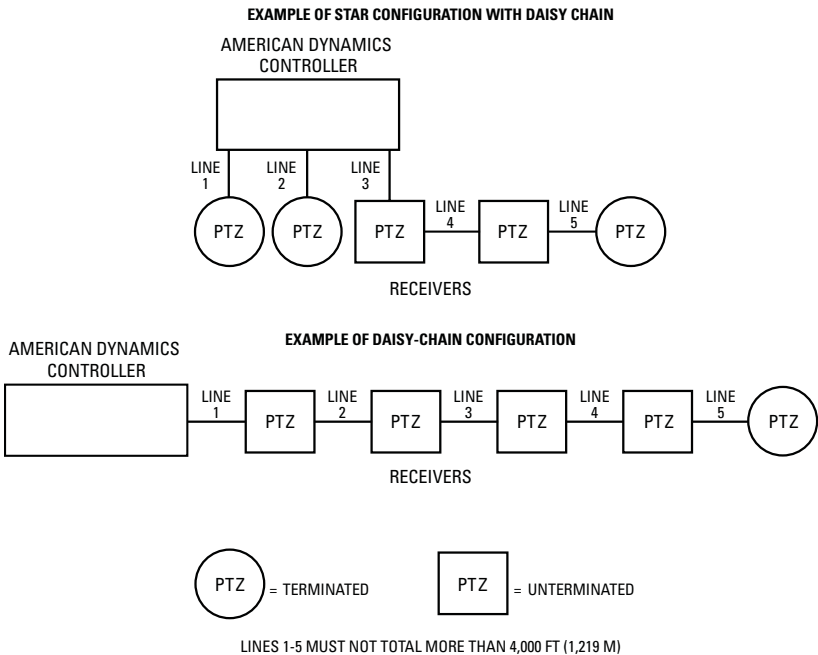 EXAMPLE OF STAR CONFIGURATION WITH DAISY CHAIN
AMERICAN DYNAMICS
CONTROLLER
LINE
1
LINE
2
LINE
3
LINE
4
LINE
5
PTZ
PTZ
PTZ
PTZ
PTZ
RECEIVERS
EXAMPLE OF DAISY-CHAIN CONFIGURATION
AMERICAN DYNAMICS
CONTROLLER
LINE
1
LINE
2
LINE
3
LINE
4
LINE
5
PTZ
PTZ
PTZ
PTZ
PTZ
RECEIVERS
PTZ
= TERMINATED
PTZ
= UNTERMINATED
LINES 1-5 MUST NOT TOTAL MORE THAN 4,000 FT (1,219 M)